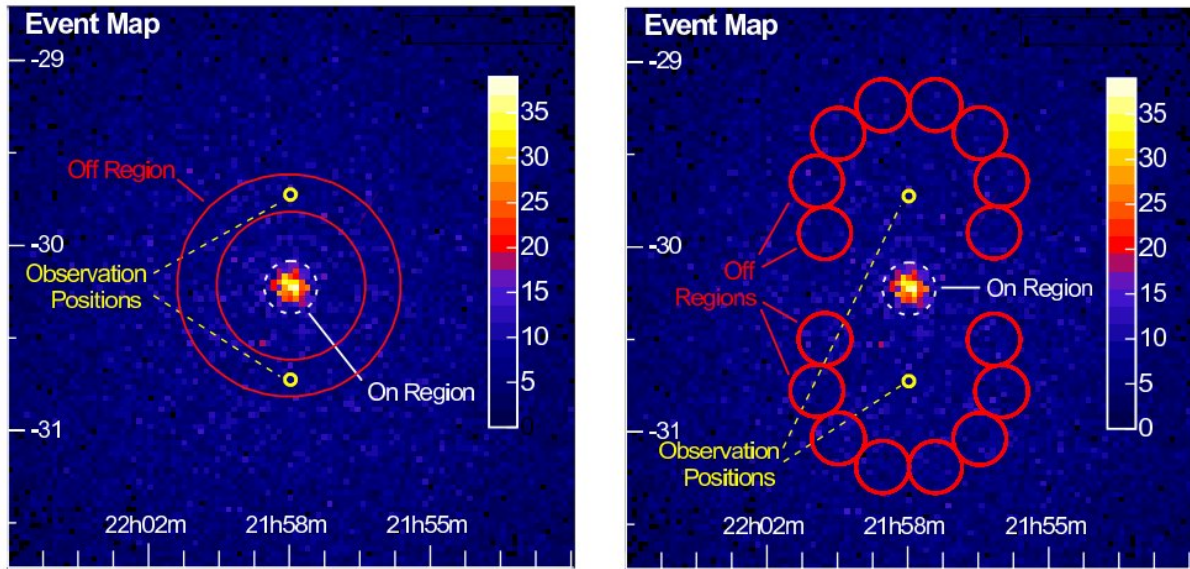 Event Map
-29
35
30
Off Region
25
-30
20
Observation
Positions
15
10
On Region
5
-31
0
22h02m
21h58m
21h55m
Event Map
-29
35
30
25
-30
20
Off
Regions
On Region
15
10
5
-31
0
Observation
Positions
22h02m
21h58m
21h55m